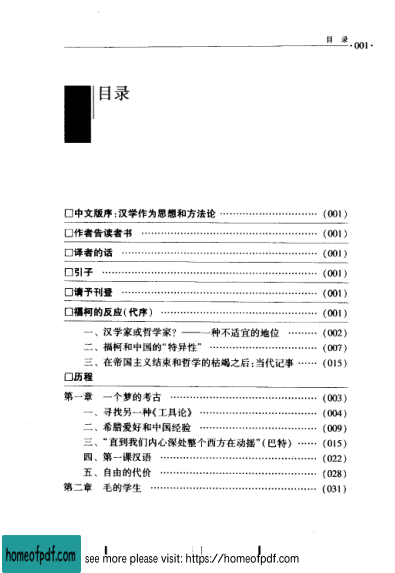 目 录
·001·
目录
□中文版序:汉学作为思想和方法论 ………………………… (001)
□作者告读者书 ……………………………………………… (001)
□译者的话 …………………………………………………… (001)
□引子 ………………………………………………………… (001)
□请予刊登 …………………………………………………… (001)
□福柯的反应(代序) ………………………………………… (001)
一、汉学家或哲学家? ——一种不适宜的地位 ……… (002)
二、福柯和中国的“特异性” …………………………… (007)
三、在帝国主义结束和哲学的枯竭之后:当代记事 …… (015)
□历程
第一章 一个梦的考古 ……………………………………… (003)
一、寻找另一种《工具论》 ……………………………… (004)
二、希腊爱好和中国经验 ……………………………… (009)
三、“直到我们内心深处整个西方在动摇”(巴特) …… (015)
四、第一课汉语 ………………………………………… (022)
五、自由的代价 ………………………………………… (028)
第二章 毛的学生 …………………………………………… (031)
homeofpdf.com
see more please visit: https://homeofpdf.com